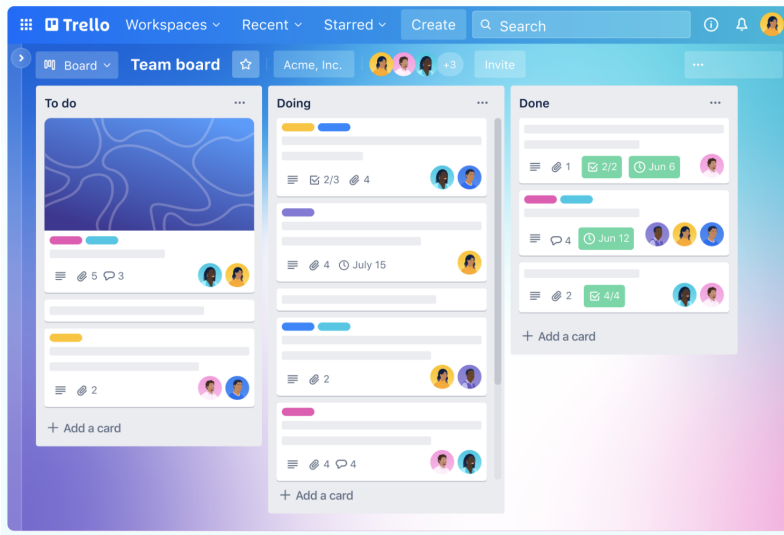 Trello Workspaces Recent Starred Create Search
Board Team board Acme, Inc. +3 Invite
To do
5 3
2
Add a card
Doing
2/3 4
4 July 15
2
4 4
Add a card
Done
1 2/2 Jun 6
4 Jun 12
2 4/4
Add a card